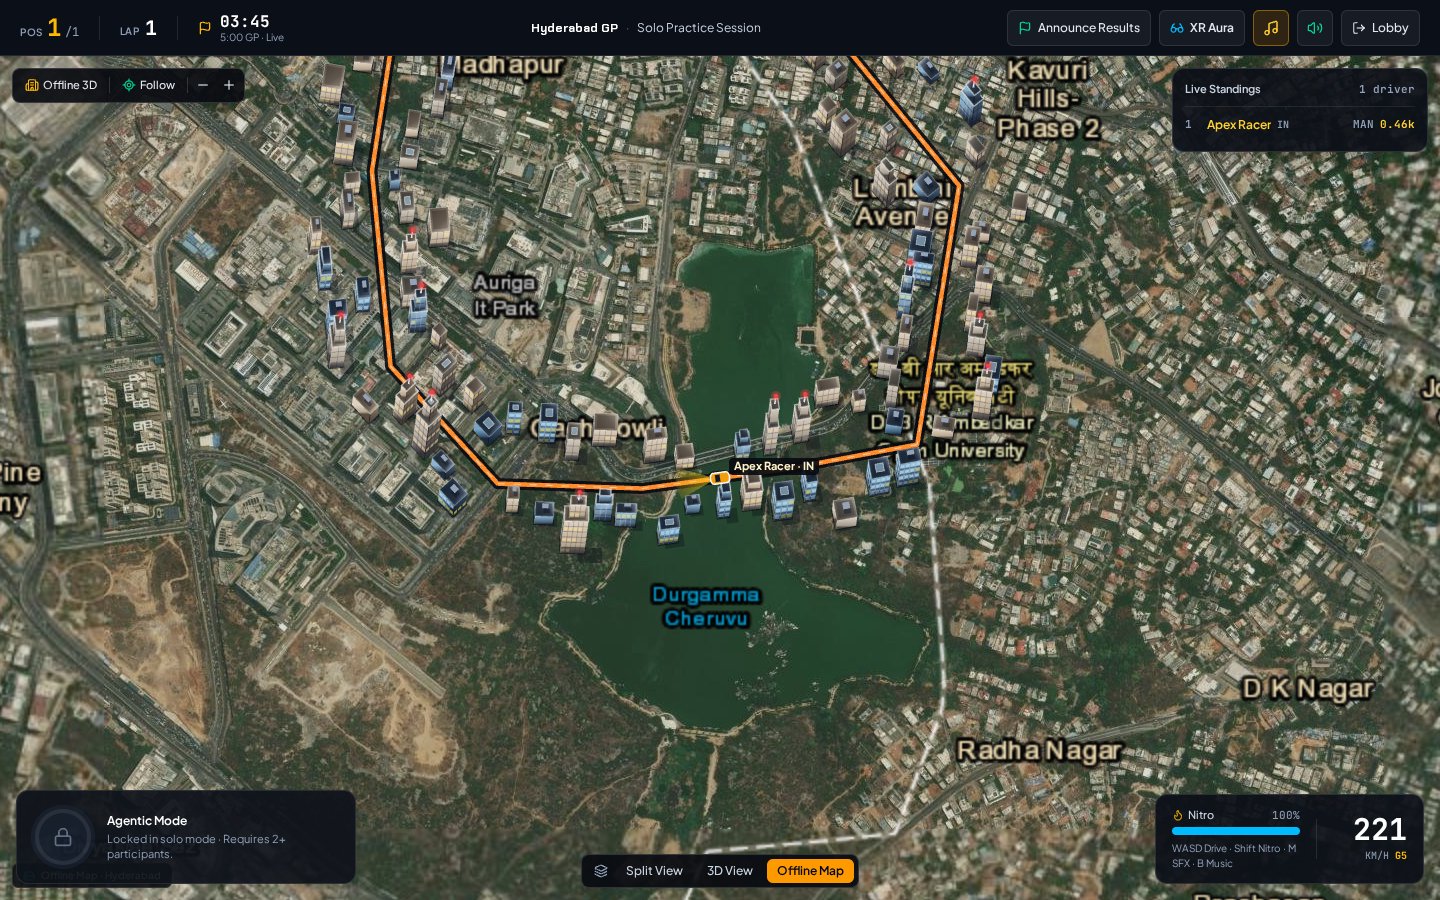 POS 1 /1
LAP 1
03:45
5:00 GP · Live
Hyderabad GP · Solo Practice Session
Announce Results
XR Aura
Lobby
Offline 3D
Follow
− +
Live Standings 1 driver
1 Apex Racer IN MAN 0.46k
Kavuri
Hills-
Phase 2
Avenue
Auriga
It Park
Apex Racer · IN
University
Durgamma
Cheruvu
D K Nagar
Radha Nagar
Agentic Mode
Locked in solo mode · Requires 2+
participants.
Offline Map · Hyderabad
Split View
3D View
Offline Map
Nitro 100%
WASD Drive · Shift Nitro · M
SFX · B Music
221
KM/H G5